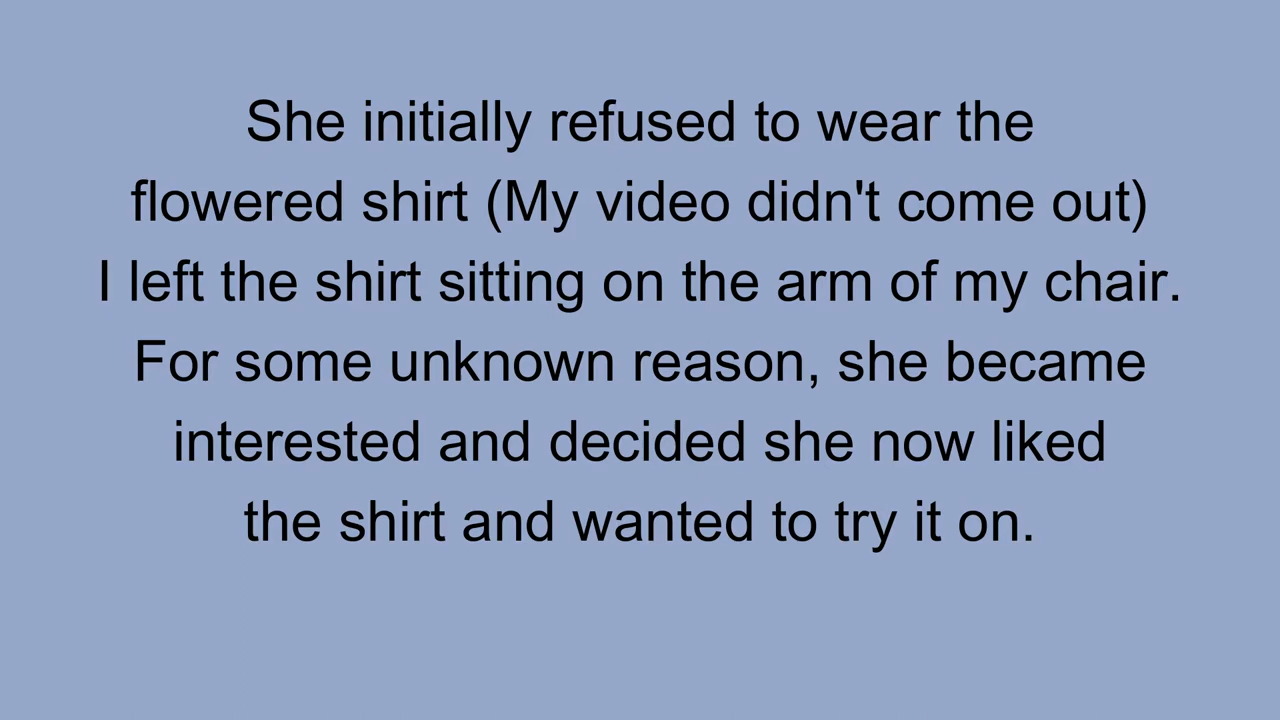 She initially refused to wear the
flowered shirt (My video didn't come out)
I left the shirt sitting on the arm of my chair.
For some unknown reason, she became
interested and decided she now liked
the shirt and wanted to try it on.